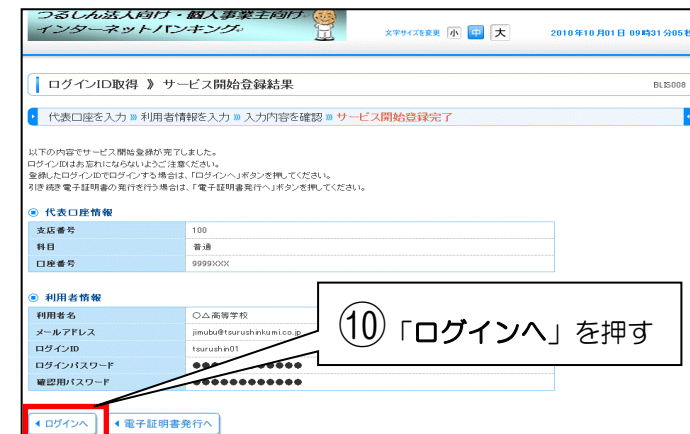 つるしん法人向け・個人事業主向け
インターネットバンキング
文字サイズ変更 小 中 大
2010年10月01日 09時31分05秒
ログインID取得 》 サービス開始登録結果
BLIS008
代表口座を入力 » 利用者情報を入力 » 入力内容を確認 » サービス開始登録完了
以下の内容でサービス開始登録が完了しました。
ログインIDはお忘れにならないようご注意ください。
登録したログインIDでログインする場合は、「ログインへ」ボタンを押してください。
引き続き電子証明書の発行を行う場合は、「電子証明書発行へ」ボタンを押してください。
代表口座情報
支店番号 100
科目 普通
口座番号 9999XXX
利用者情報
利用者名 〇△高等学校
メールアドレス jimubu@tsurushinkumi.co.jp
ログインID tsurushin01
ログインパスワード ●●●●●●●●●●●●
確認用パスワード ●●●●●●●●●●●●
⑩「ログインへ」を押す
ログインへ
電子証明書発行へ